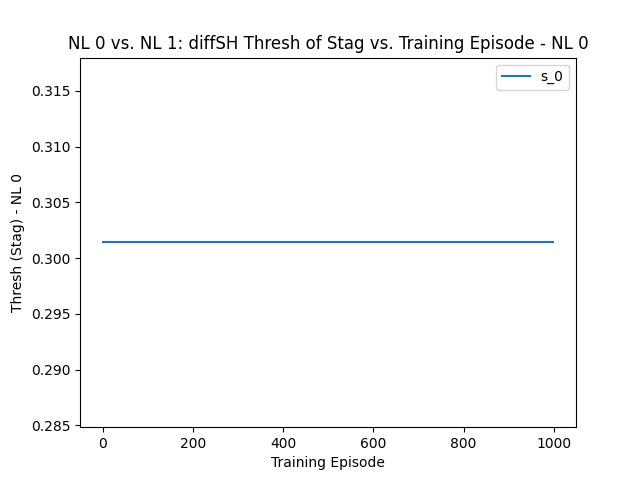 NL 0 vs. NL 1: diffSH Thresh of Stag vs. Training Episode - NL 0
s_0
0.315
0.310
0.305
0.300
0.295
0.290
0.285
Thresh (Stag) - NL 0
0 200 400 600 800 1000
Training Episode